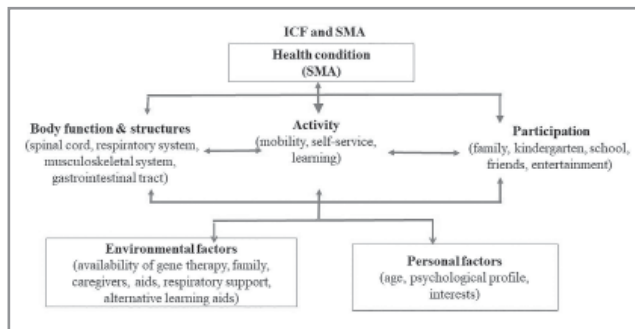 ICF and SMA
Health condition
(SMA)
Body function & structures
(spinal cord, respiratory system,
musculoskeletal system,
gastrointestinal tract)
Activity
(mobility, self-service,
learning)
Participation
(family, kindergarten, school,
friends, entertainment)
Environmental factors
(availability of gene therapy, family,
caregivers, aids, respiratory support,
alternative learning aids)
Personal factors
(age, psychological profile,
interests)